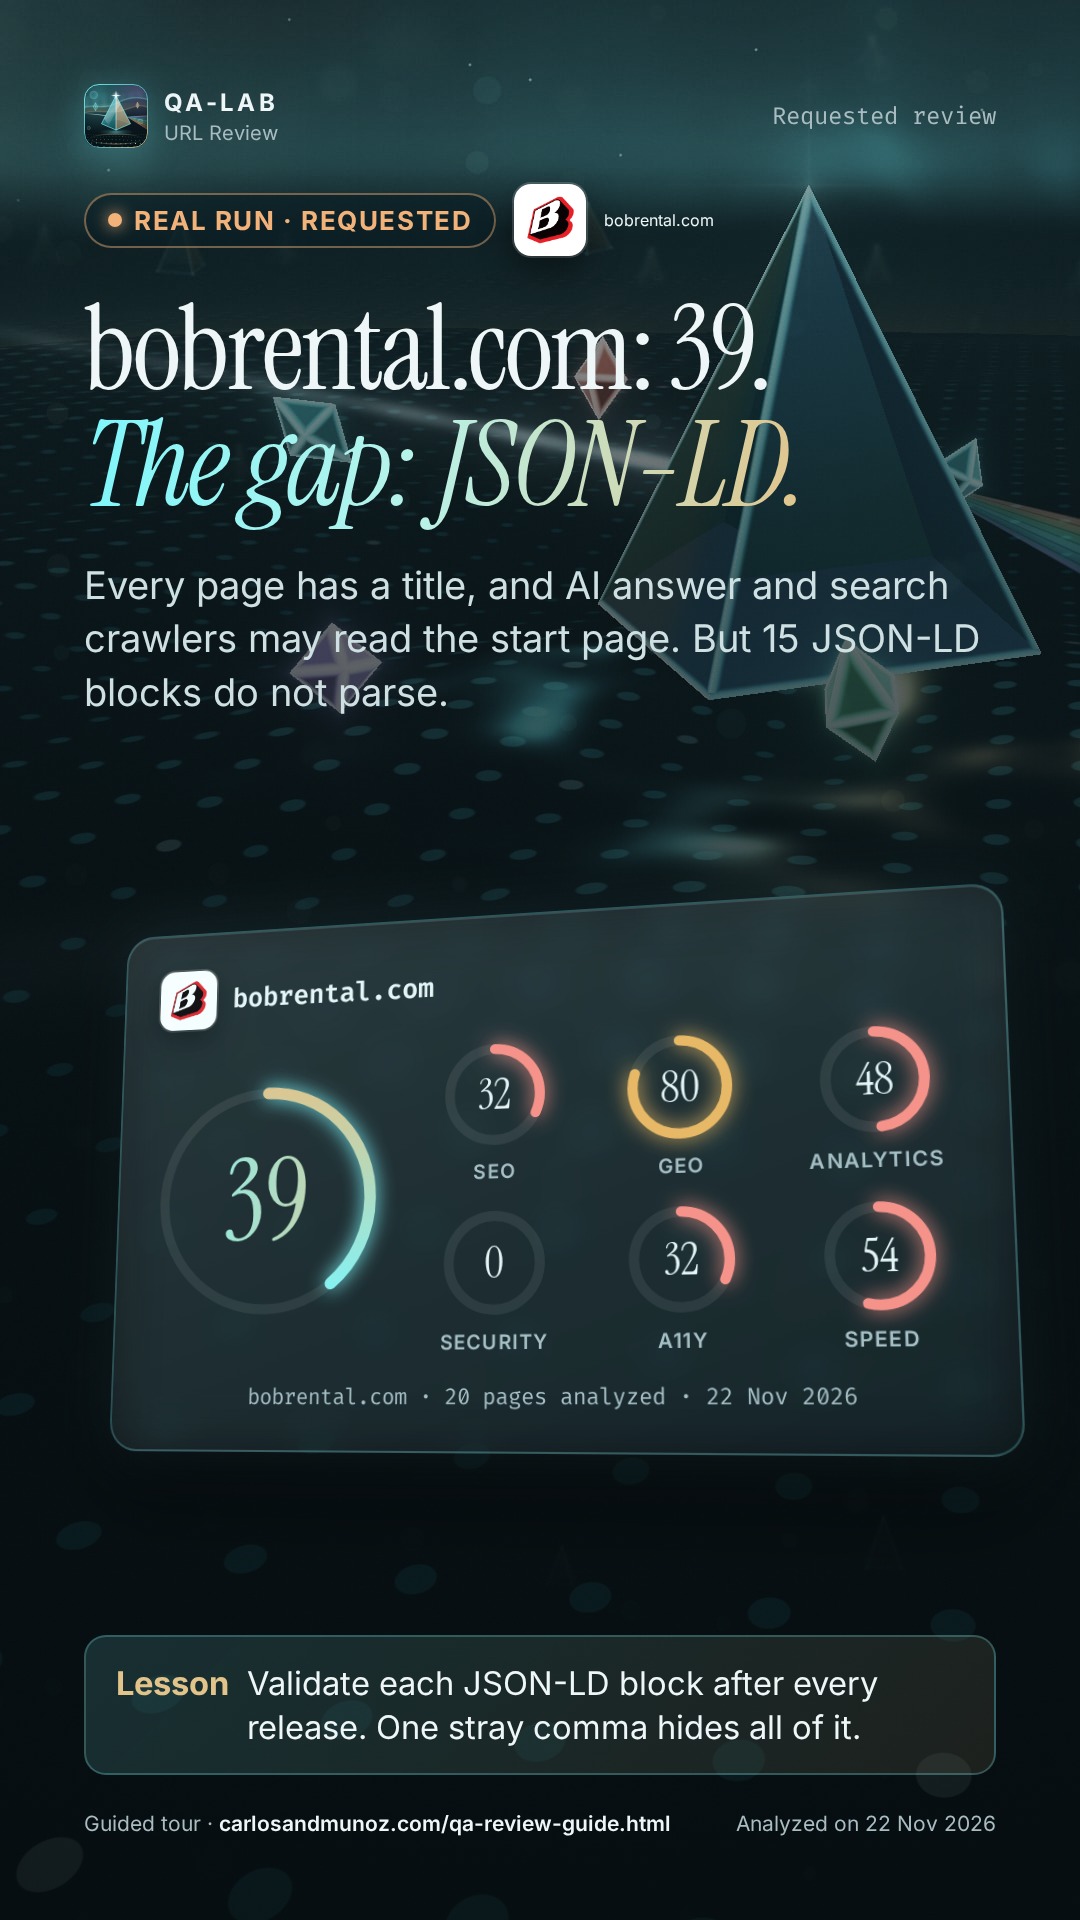 QA-LAB
URL Review
Requested review
REAL RUN · REQUESTED
B
bobrental.com
bobrental.com: 39.
The gap: JSON-LD.
Every page has a title, and AI answer and search
crawlers may read the start page. But 15 JSON-LD
blocks do not parse.
B
bobrental.com
39
32
SEO
80
GEO
48
ANALYTICS
0
SECURITY
32
A11Y
54
SPEED
bobrental.com · 20 pages analyzed · 22 Nov 2026
Lesson Validate each JSON-LD block after every
release. One stray comma hides all of it.
Guided tour · carlosandmunoz.com/qa-review-guide.html
Analyzed on 22 Nov 2026